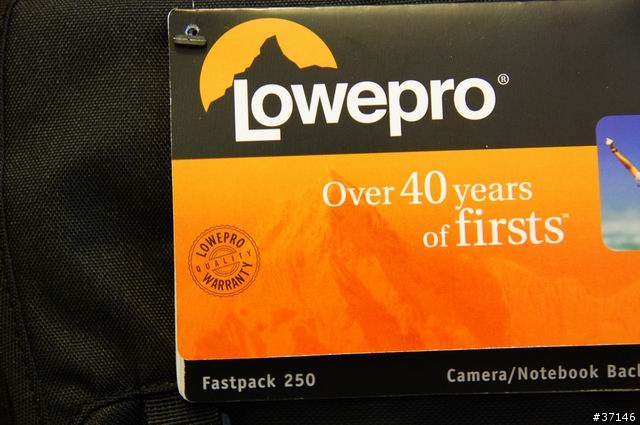 Lowepro®
Over 40 years
of firsts™
LOWEPRO
QUALITY
WARRANTY
Fastpack 250
Camera/Notebook Bac
#37146